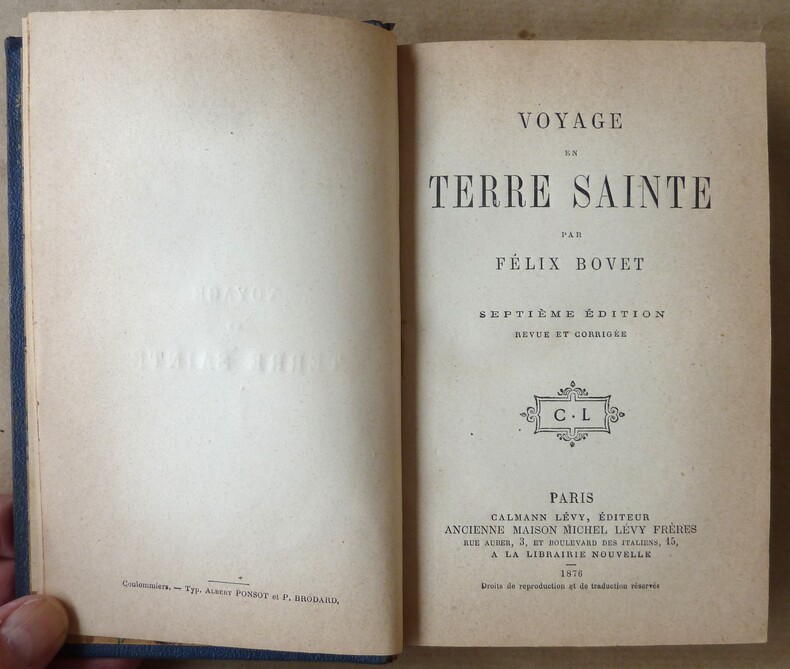 Coulommiers. — Typ. ALBERT PONSOT et P. BRODARD.
VOYAGE
EN
TERRE SAINTE
PAR
FÉLIX BOVET
SEPTIÈME ÉDITION
REVUE ET CORRIGÉE
C · L
PARIS
CALMANN LÉVY, ÉDITEUR
ANCIENNE MAISON MICHEL LÉVY FRÈRES
RUE AUBER, 3, ET BOULEVARD DES ITALIENS, 15,
A LA LIBRAIRIE NOUVELLE
1876
Droits de reproduction et de traduction réservés